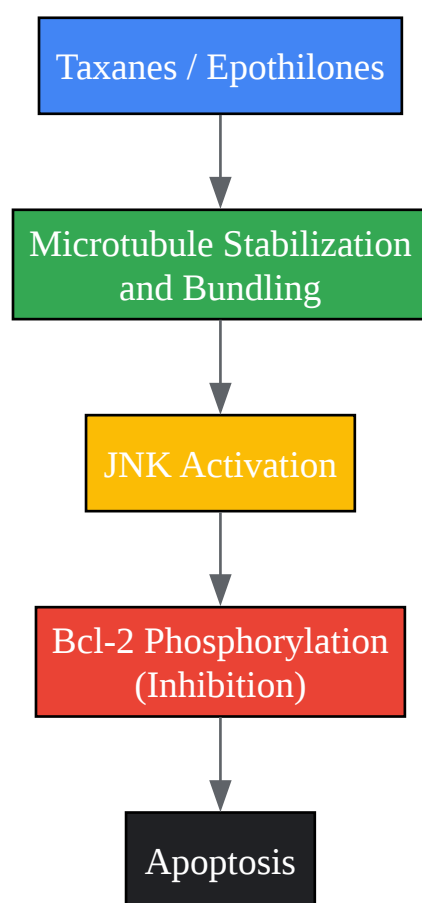 Taxanes / Epothilones
Microtubule Stabilization
and Bundling
JNK Activation
Bcl-2 Phosphorylation
(Inhibition)
Apoptosis